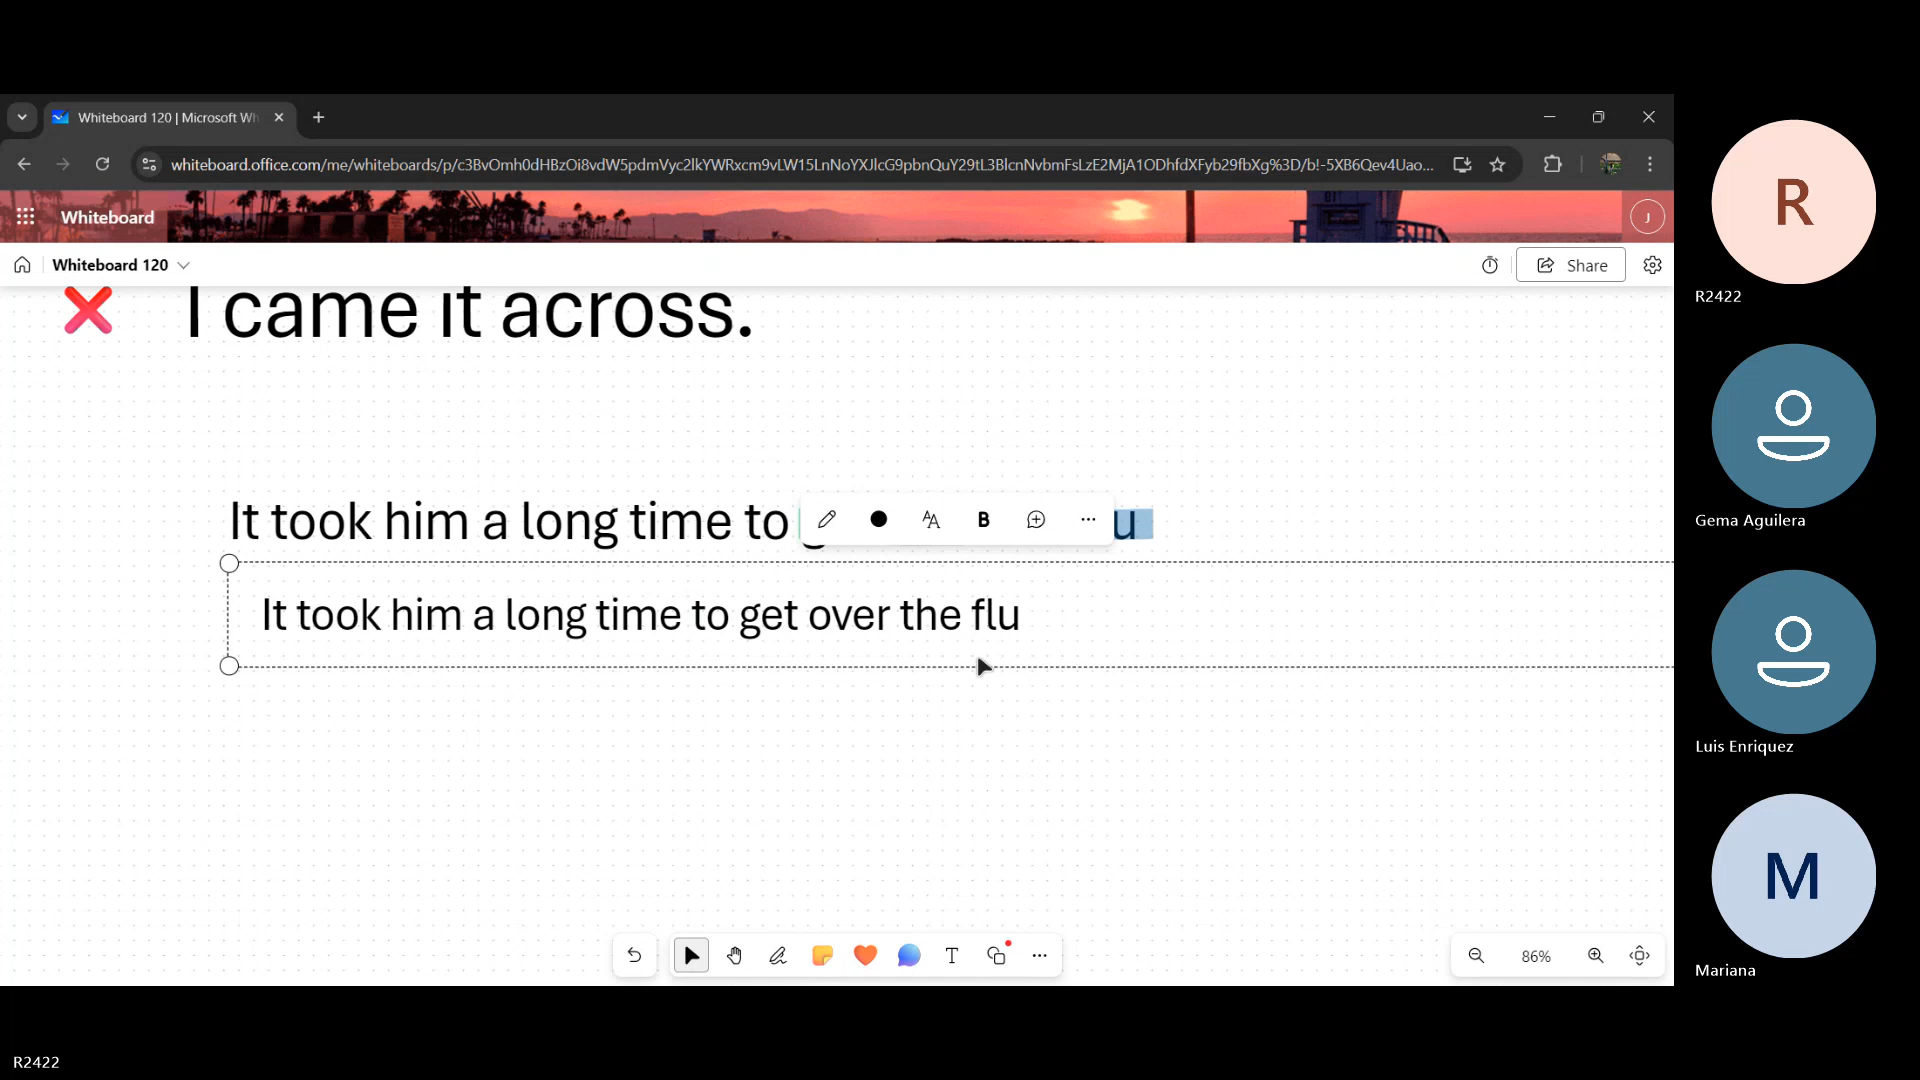 Whiteboard 120 | Microsoft Wh
whiteboard.office.com/me/whiteboards/p/c3BvOmh0dHBzOi8vdW5pdmVyc2lkYWRxcm9vLW15LnNoYXJlcG9pbnQuY29tL3BlcnNvbmFsLzE2MjA1ODhfdXFyb29fbXg%3D/b!-5XB6Qev4Uao...
Whiteboard
J
Whiteboard 120
Share
I came it across.
It took him a long time to
u
It took him a long time to get over the flu
B
86%
R
R2422
Gema Aguilera
Luis Enriquez
M
Mariana
R2422